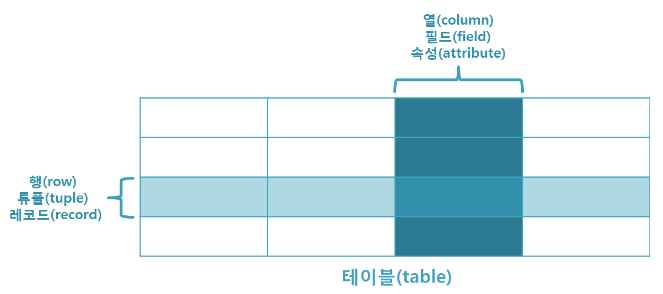 열(column)
필드(field)
속성(attribute)
행(row)
튜플(tuple)
레코드(record)
테이블(table)